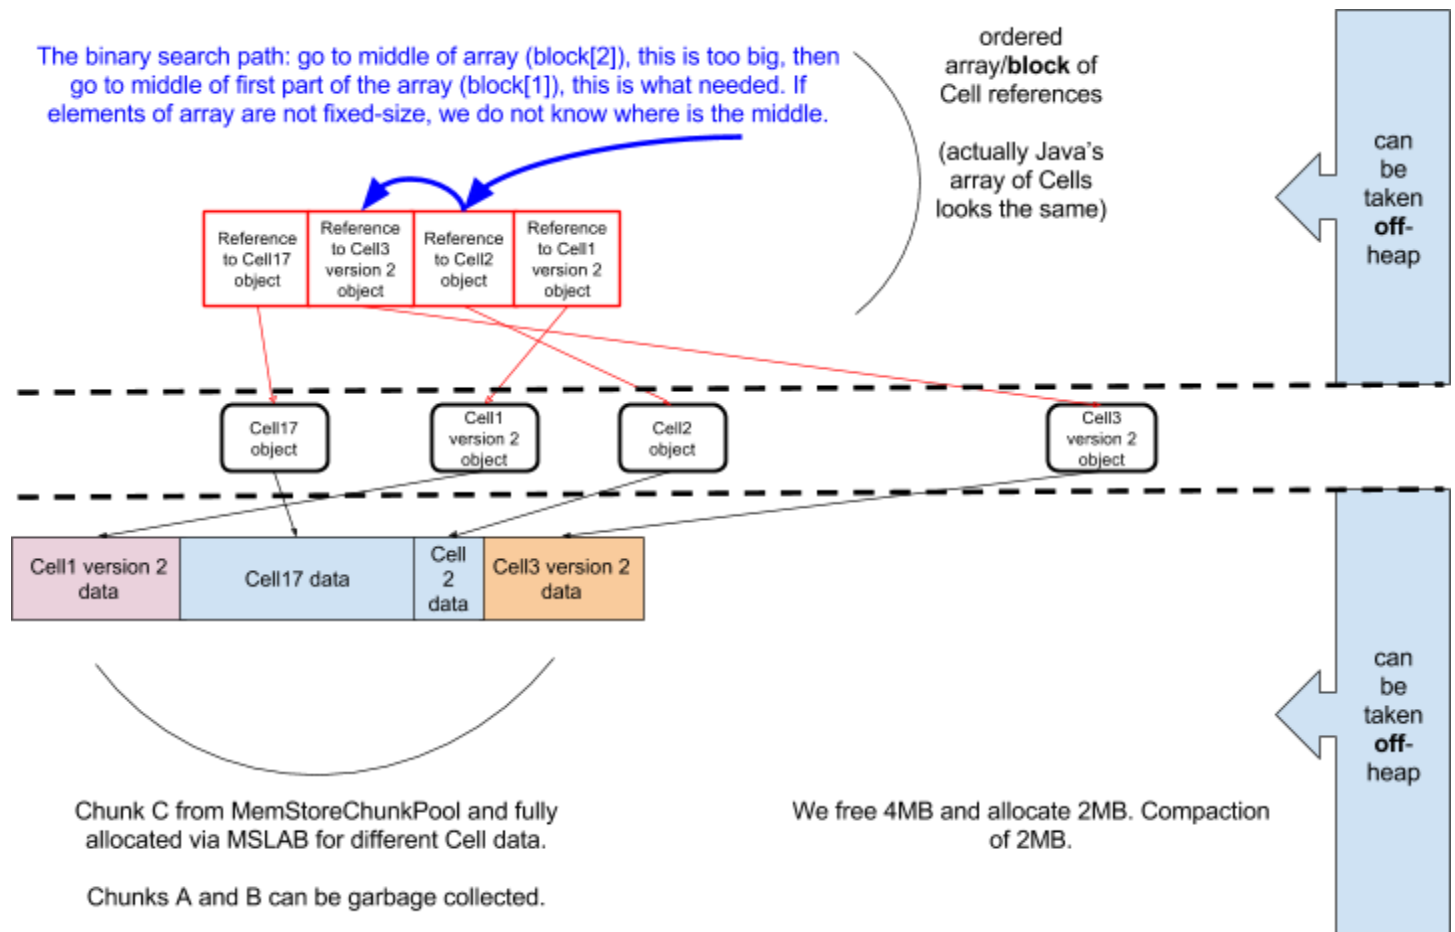 The binary search path: go to middle of array (block[2]), this is too big, then
go to middle of first part of the array (block[1]), this is what needed. If
elements of array are not fixed-size, we do not know where is the middle.
ordered
array/block of
Cell references
(actually Java's
array of Cells
looks the same)
can
be
taken
off-
heap
Reference
to Cell17
object
Reference
to Cell3
version 2
object
Reference
to Cell2
object
Reference
to Cell1
version 2
object
Cell17
object
Cell1
version 2
object
Cell2
object
Cell3
version 2
object
Cell1 version 2
data
Cell17 data
Cell
2
data
Cell3 version 2
data
can
be
taken
off-
heap
Chunk C from MemStoreChunkPool and fully
allocated via MSLAB for different Cell data.
Chunks A and B can be garbage collected.
We free 4MB and allocate 2MB. Compaction
of 2MB.